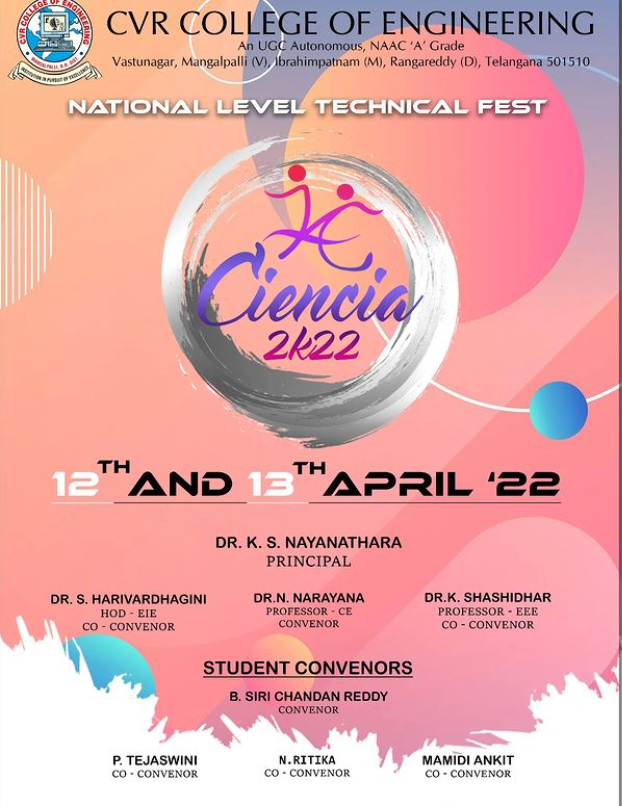 CVR COLLEGE OF ENGINEERING
An UGC Autonomous, NAAC ‘A’ Grade
Vastunagar, Mangalpalli (V), Ibrahimpatnam (M), Rangareddy (D), Telangana 501510
NATIONAL LEVEL TECHNICAL FEST
Ciencia
2k22
12TH AND 13TH APRIL ‘22
DR. K. S. NAYANATHARA
PRINCIPAL
DR. S. HARIVARDHAGINI
HOD - EIE
CO - CONVENOR
DR.N. NARAYANA
PROFESSOR - CE
CONVENOR
DR.K. SHASHIDHAR
PROFESSOR - EEE
CO - CONVENOR
STUDENT CONVENORS
B. SIRI CHANDAN REDDY
CONVENOR
P. TEJASWINI
CO - CONVENOR
N.RITIKA
CO - CONVENOR
MAMIDI ANKIT
CO - CONVENOR